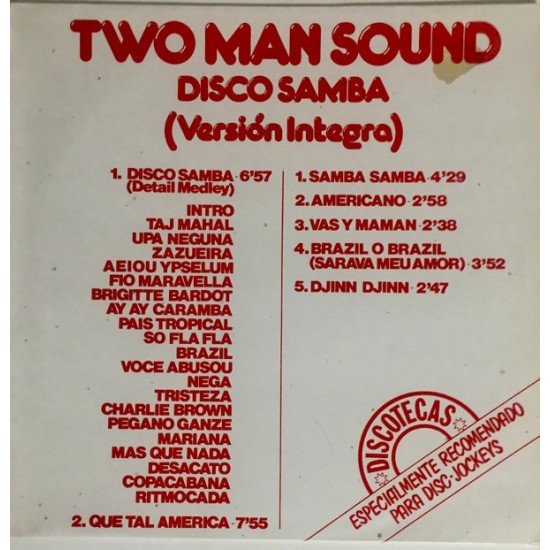 TWO MAN SOUND
DISCO SAMBA
(Versión Integra)
1. DISCO SAMBA-6'57
(Detail Medley)
INTRO
TAJ MAHAL
UPA NEGUNA
ZAZUEIRA
AEIOU YPSELUM
FIO MARAVELLA
BRIGITTE BARDOT
AY AY CARAMBA
PAIS TROPICAL
SO FLA FLA
BRAZIL
VOCE ABUSOU
NEGA
TRISTEZA
CHARLIE BROWN
PEGANO GANZE
MARIANA
MAS QUE NADA
DESACATO
COPACABANA
RITMOCADA
2. QUE TAL AMERICA-7'55
1. SAMBA SAMBA-4'29
2. AMERICANO-2'58
3. VAS Y MAMAN-2'38
4. BRAZIL O BRAZIL
(SARAVA MEU AMOR)-3'52
5. DJINN DJINN-2'47
DISCOTECAS
ESPECIALMENTE RECOMENDADO
PARA DISC-JOCKEYS